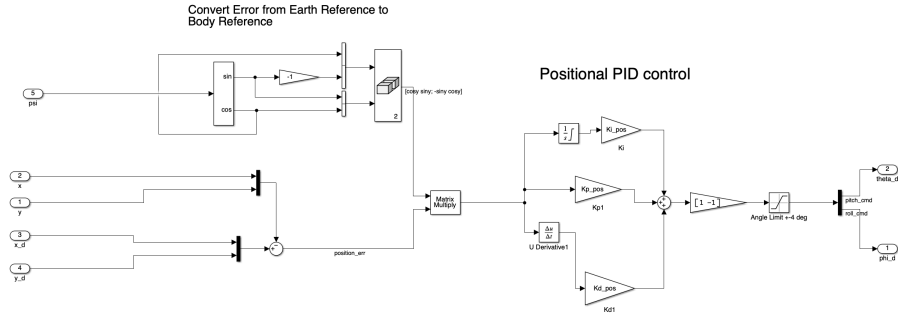 Convert Error from Earth Reference to
Body Reference
5
psi
sin
cos
-1
2
[cosy siny; -siny cosy]
Positional PID control
2
x
1
y
3
x_d
4
y_d
position_err
Matrix
Multiply
1
s
Ki_pos
Ki
Kp_pos
Kp1
Δu
Δt
U Derivative1
Kd_pos
Kd1
[1 -1]
Angle Limit +-4 deg
2
theta_d
pitch_cmd
roll_cmd
1
phi_d